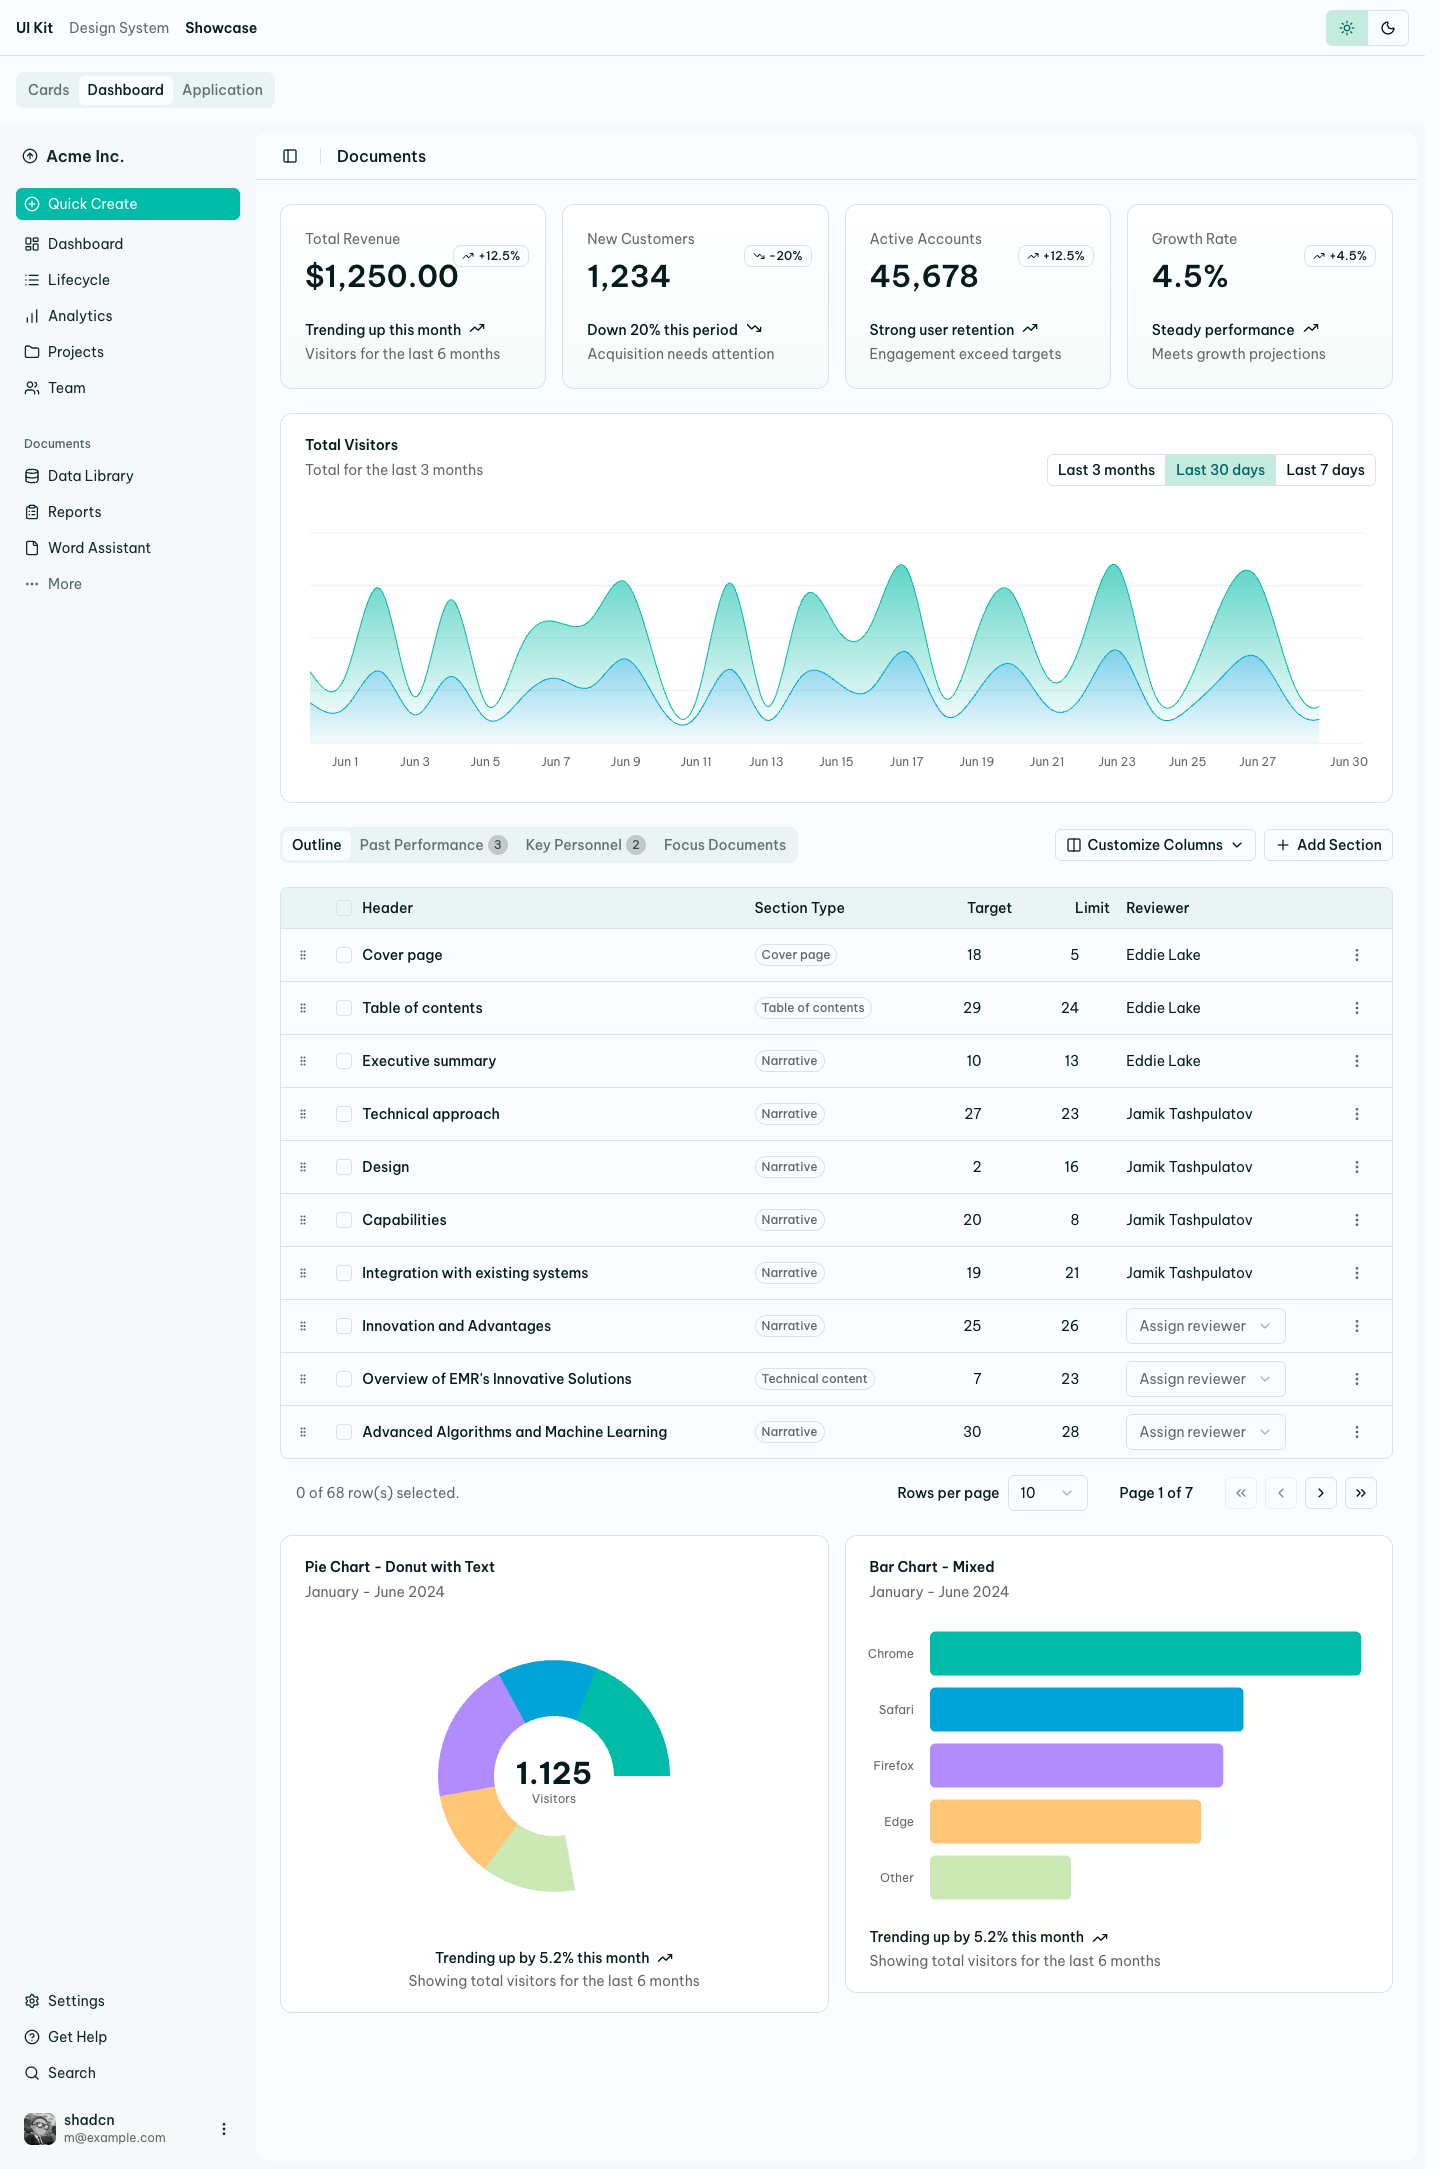 UI Kit Design System Showcase
Cards Dashboard Application
Acme Inc.
Quick Create
Dashboard
Lifecycle
Analytics
Projects
Team
Documents
Data Library
Reports
Word Assistant
More
Settings
Get Help
Search
shadcn
m@example.com
Documents
Total Revenue
+12.5%
$1,250.00
Trending up this month
Visitors for the last 6 months
New Customers
-20%
1,234
Down 20% this period
Acquisition needs attention
Active Accounts
+12.5%
45,678
Strong user retention
Engagement exceed targets
Growth Rate
+4.5%
4.5%
Steady performance
Meets growth projections
Total Visitors
Total for the last 3 months
Last 3 months Last 30 days Last 7 days
Jun 1 Jun 3 Jun 5 Jun 7 Jun 9 Jun 11 Jun 13 Jun 15 Jun 17 Jun 19 Jun 21 Jun 23 Jun 25 Jun 27 Jun 30
Outline Past Performance 3 Key Personnel 2 Focus Documents
Customize Columns Add Section
Header Section Type Target Limit Reviewer
Cover page Cover page 18 5 Eddie Lake
Table of contents Table of contents 29 24 Eddie Lake
Executive summary Narrative 10 13 Eddie Lake
Technical approach Narrative 27 23 Jamik Tashpulatov
Design Narrative 2 16 Jamik Tashpulatov
Capabilities Narrative 20 8 Jamik Tashpulatov
Integration with existing systems Narrative 19 21 Jamik Tashpulatov
Innovation and Advantages Narrative 25 26 Assign reviewer
Overview of EMR's Innovative Solutions Technical content 7 23 Assign reviewer
Advanced Algorithms and Machine Learning Narrative 30 28 Assign reviewer
0 of 68 row(s) selected.
Rows per page 10 Page 1 of 7
Pie Chart - Donut with Text
January - June 2024
1.125
Visitors
Trending up by 5.2% this month
Showing total visitors for the last 6 months
Bar Chart - Mixed
January - June 2024
Chrome
Safari
Firefox
Edge
Other
Trending up by 5.2% this month
Showing total visitors for the last 6 months